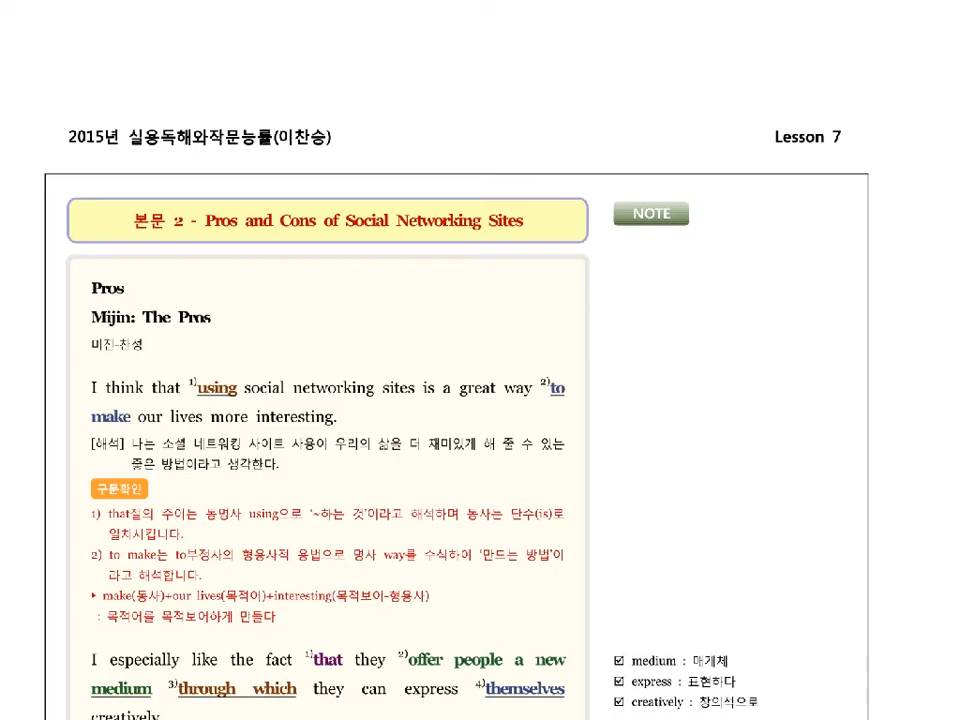 2015년 실용독해와작문능률(이찬승)
Lesson 7
본문 2 - Pros and Cons of Social Networking Sites
NOTE
Pros
Mijin: The Pros
미진-찬성
I think that 1)using social networking sites is a great way 2)to
make our lives more interesting.
[해석] 나는 소셜 네트워킹 사이트 사용이 우리의 삶을 더 재미있게 해 줄 수 있는
좋은 방법이라고 생각한다.
구문확인
1) that절의 주어는 동명사 using으로 '~하는 것'이라고 해석하며 동사는 단수(is)로
일치시킵니다.
2) to make는 to부정사의 형용사적 용법으로 명사 way를 수식하여 '만드는 방법'이
라고 해석합니다.
▸ make(동사)+our lives(목적어)+interesting(목적보어-형용사)
: 목적어를 목적보어하게 만들다
I especially like the fact 1)that they 2)offer people a new
medium 3)through which they can express 4)themselves
creatively.
☑ medium : 매개체
☑ express : 표현하다
☑ creatively : 창의적으로